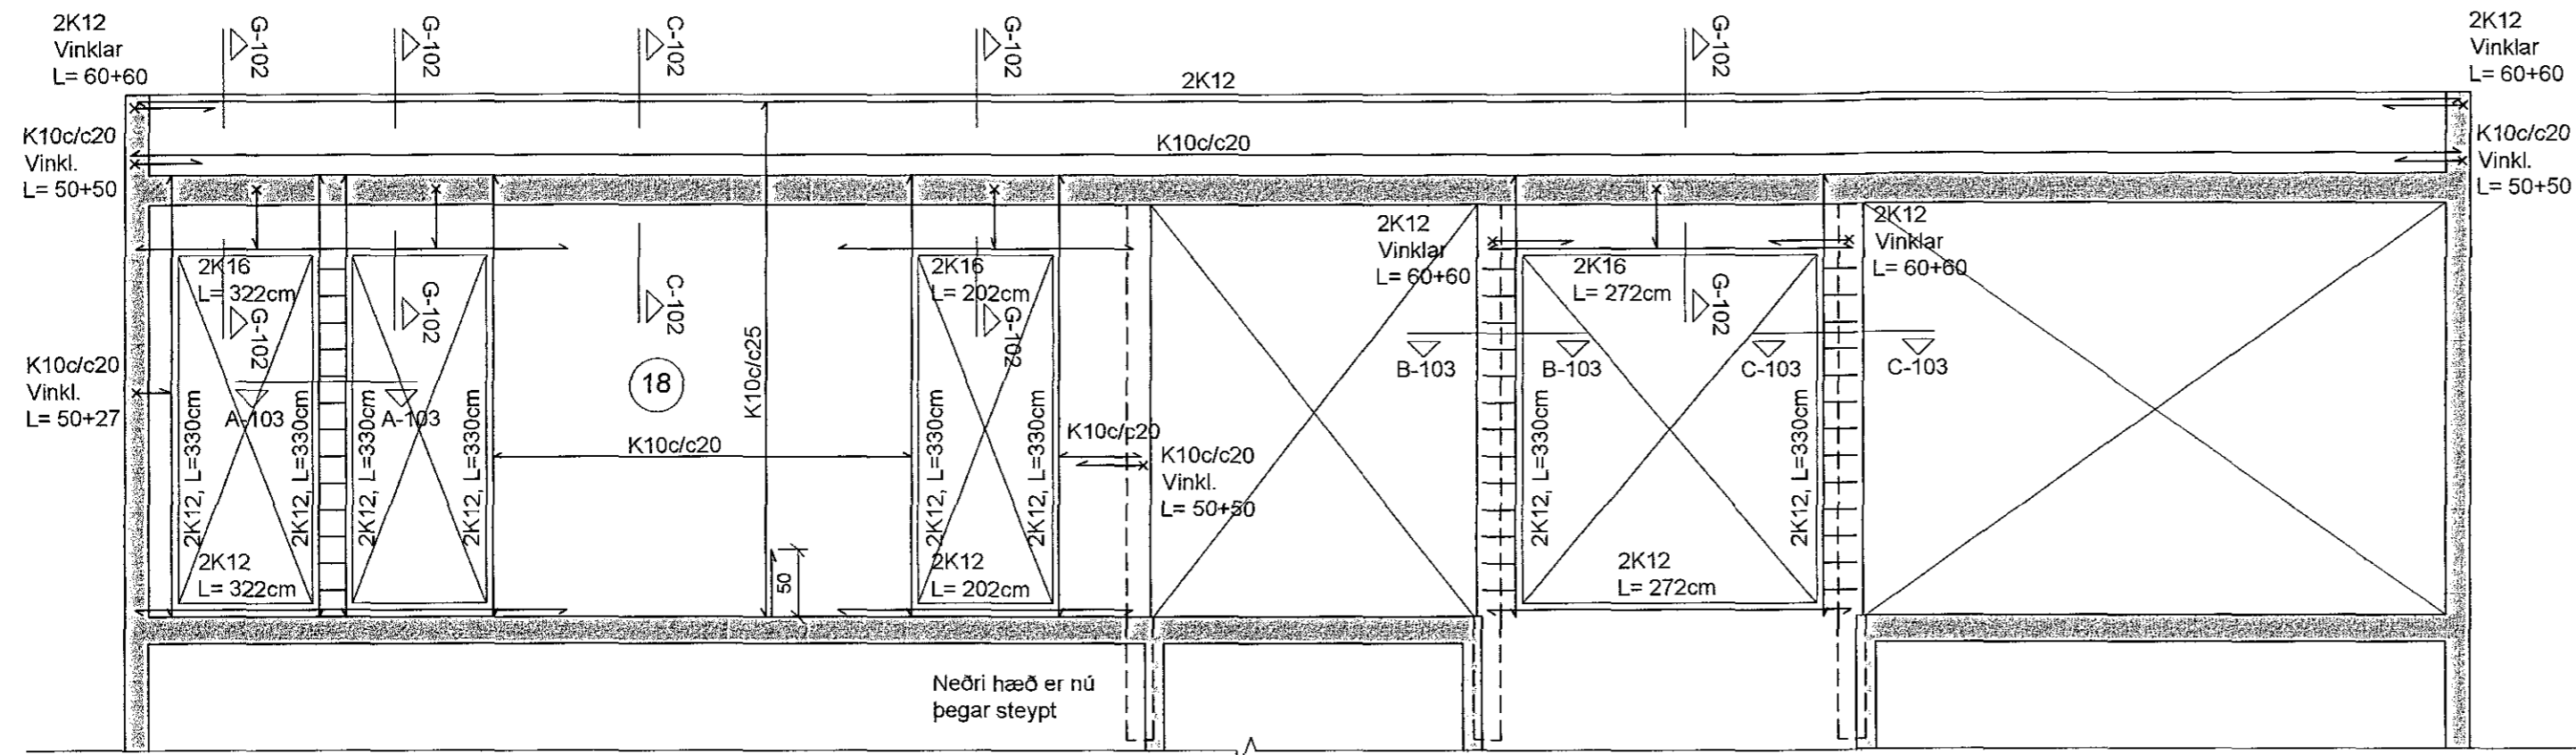 2K12
Vinklar
L= 60+60
G-102
G-102
C-102
G-102
G-102
2K12
Vinklar
L= 60+60
2K12
K10c/c20
Vinkl.
L= 50+50
K10c/c20
K10c/c20
Vinkl.
L= 50+50
2K16
L= 322cm
G-102
G-102
C-102
2K16
L= 202cm
G-102
2K12
Vinklar
L= 60+60
2K16
L= 272cm
G-102
2K12
Vinklar
L= 60+60
K10c/c20
Vinkl.
L= 50+27
A-103
A-103
18
K10c/c25
B-103
B-103
C-103
C-103
2K12, L=330cm
2K12, L=330cm
2K12, L=330cm
2K12, L=330cm
K10c/c20
2K12, L=330cm
2K12, L=330cm
K10c/c20
K10c/c20
Vinkl.
L= 50+50
2K12, L=330cm
2K12, L=330cm
2K12
L= 322cm
50
2K12
L= 202cm
2K12
L= 272cm
Neðri hæð er nú
þegar steypt